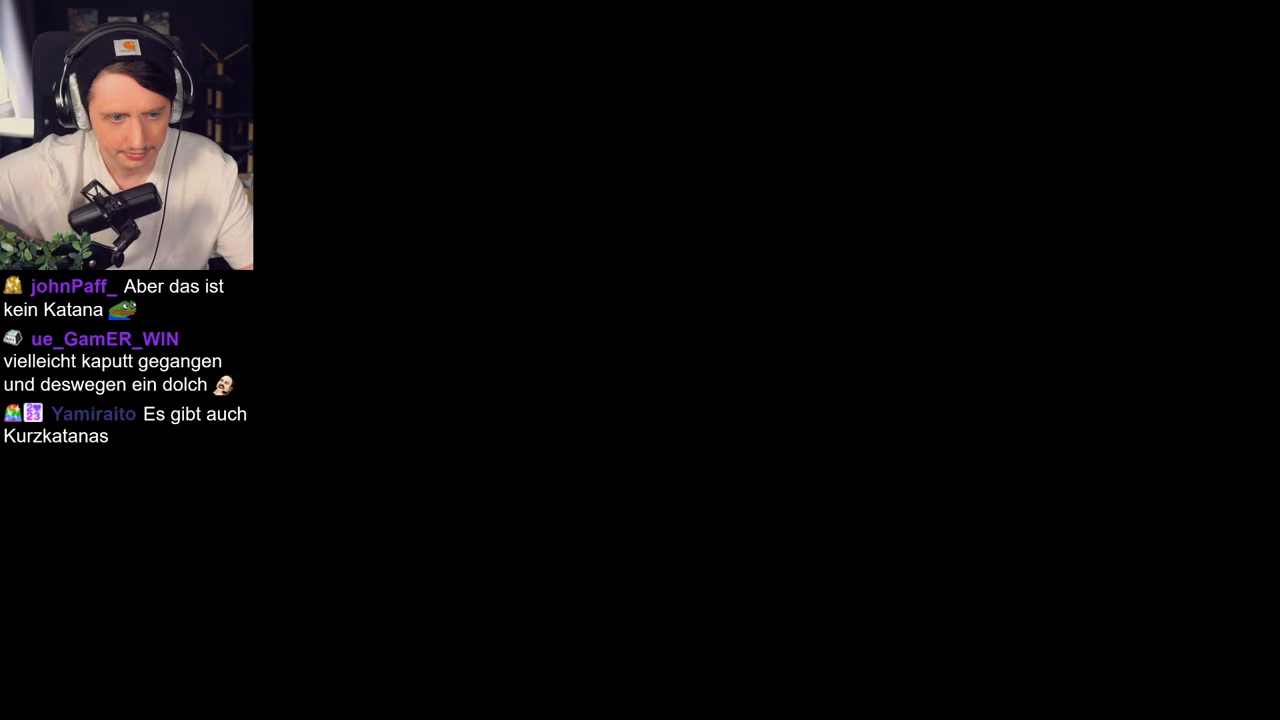 johnPaff_ Aber das ist
kein Katana
ue_GamER_WIN
vielleicht kaputt gegangen
und deswegen ein dolch
Yamiraito Es gibt auch
Kurzkatanas